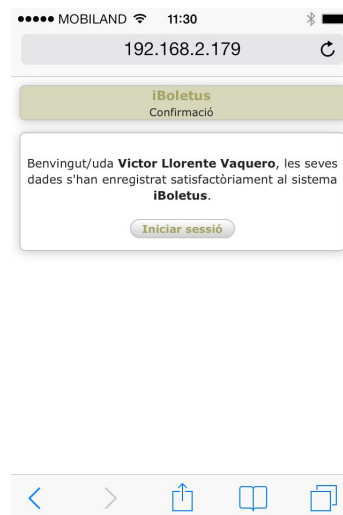 MOBILAND 11:30
192.168.2.179
iBoletus
Confirmació
Benvingut/uda Victor Llorente Vaquero, les seves
dades s'han enregistrat satisfactòriament al sistema
iBoletus.
Iniciar sessió